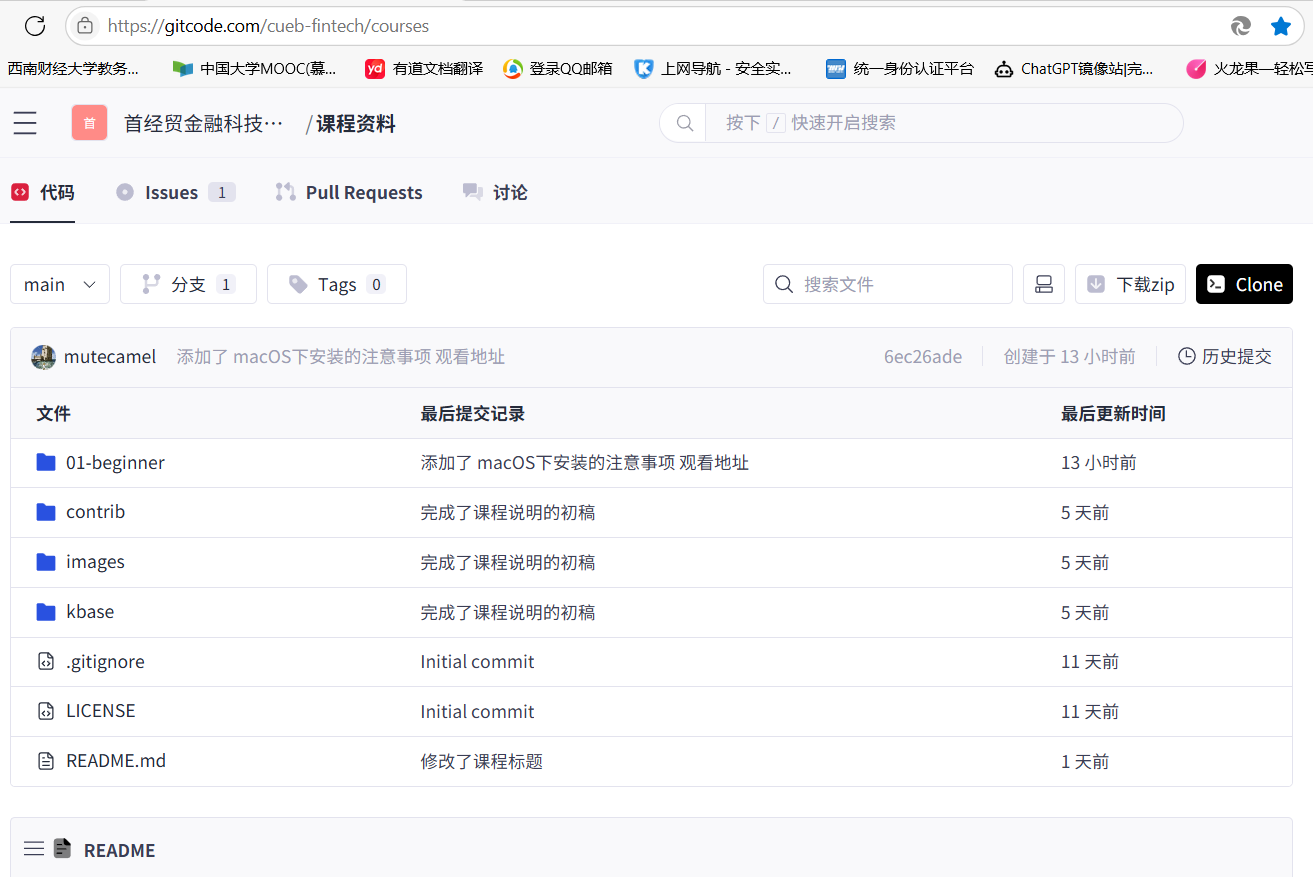 https://gitcode.com/cueb-fintech/courses
西南财经大学教务...
中国大学MOOC(慕...
yd 有道文档翻译
登录QQ邮箱
上网导航 - 安全实...
统一身份认证平台
ChatGPT镜像站|完...
火龙果—轻松写
首 首经贸金融科技… /课程资料
按下 / 快速开启搜索
代码 Issues 1 Pull Requests 讨论
main 分支 1 Tags 0 搜索文件 下载zip Clone
mutecamel 添加了 macOS下安装的注意事项 观看地址 6ec26ade 创建于 13 小时前 历史提交
文件 最后提交记录 最后更新时间
01-beginner 添加了 macOS下安装的注意事项 观看地址 13 小时前
contrib 完成了课程说明的初稿 5 天前
images 完成了课程说明的初稿 5 天前
kbase 完成了课程说明的初稿 5 天前
.gitignore Initial commit 11 天前
LICENSE Initial commit 11 天前
README.md 修改了课程标题 1 天前
README